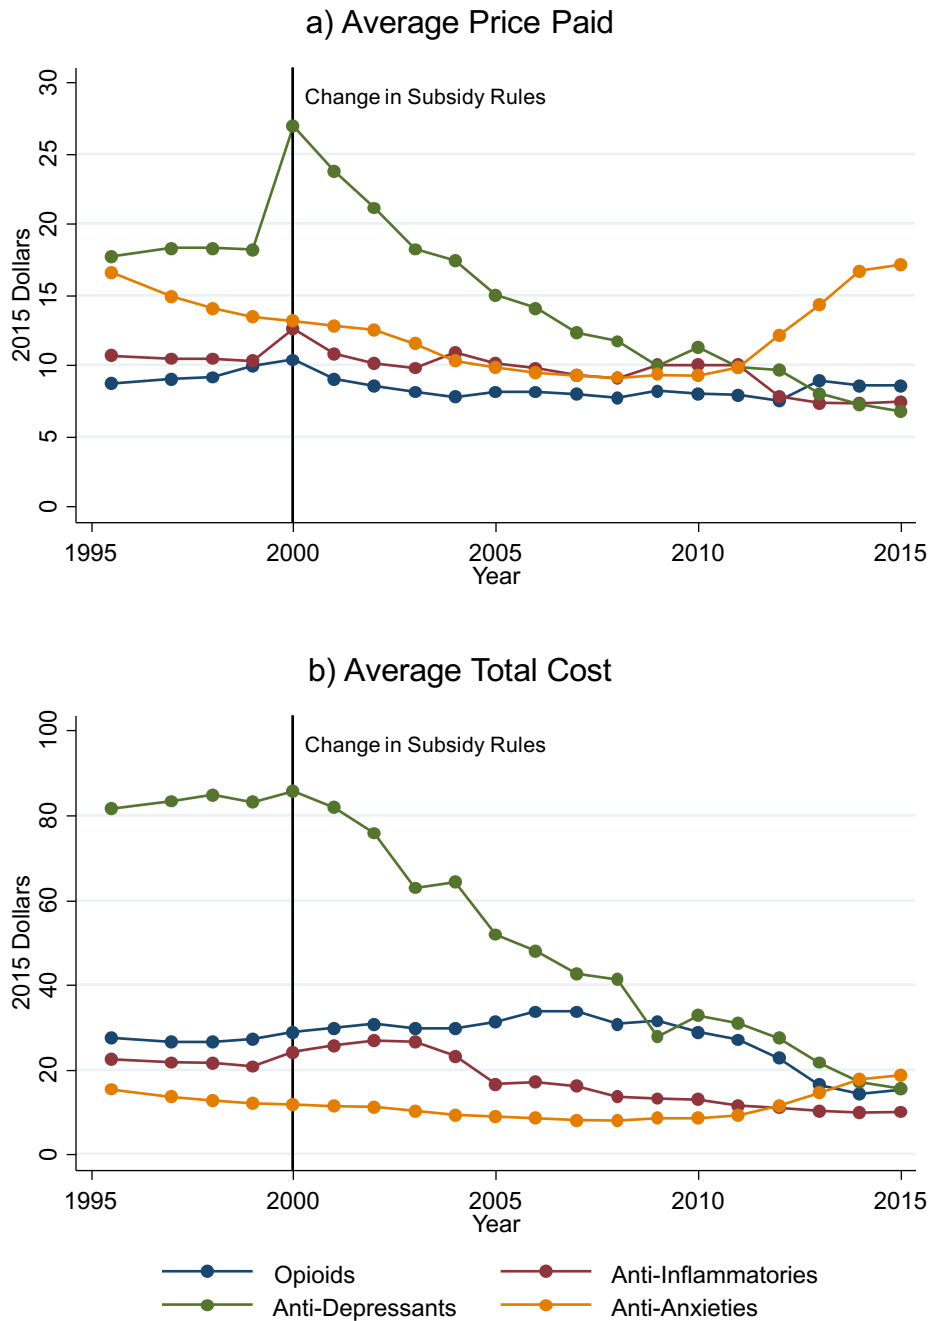 a) Average Price Paid
30
25
20
15
10
5
0
2015 Dollars
Change in Subsidy Rules
1995 2000 2005 2010 2015
Year
b) Average Total Cost
100
80
60
40
20
0
2015 Dollars
Change in Subsidy Rules
1995 2000 2005 2010 2015
Year
Opioids Anti-Inflammatories
Anti-Depressants Anti-Anxieties